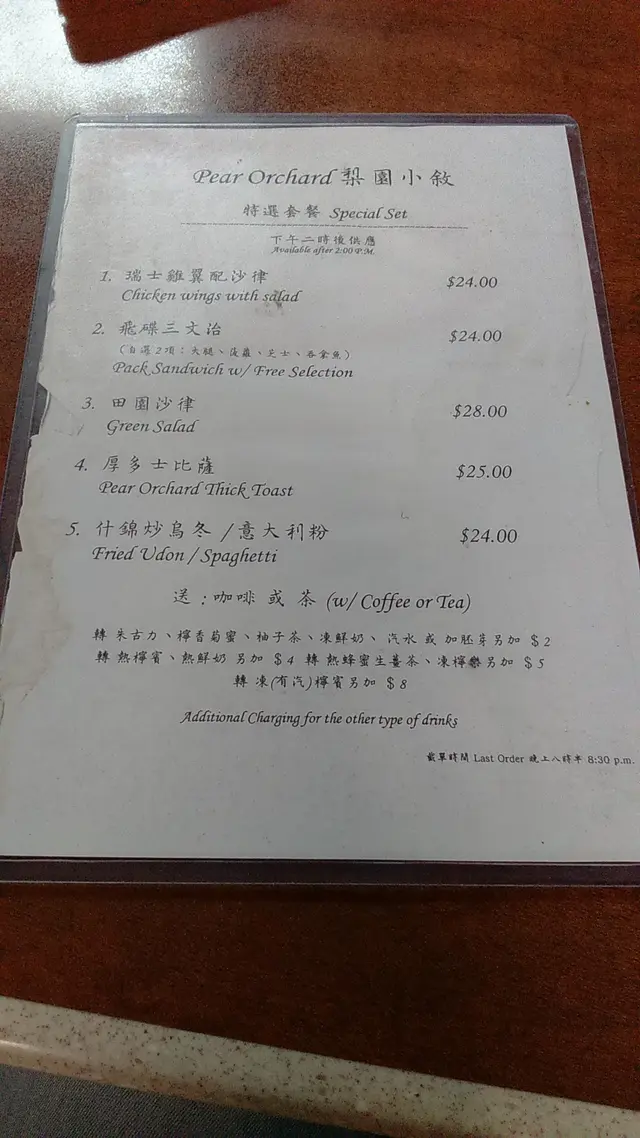 Pear Orchard 梨園小敘
特選套餐 Special Set
下午二時後供應
Available after 2:00 P.M.
1. 瑞士雞翼配沙律 $24.00
Chicken wings with salad
2. 飛碟三文治 $24.00
(自選2項：火腿、菠蘿、芝士、吞拿魚)
Pack Sandwich w/ Free Selection
3. 田園沙律 $28.00
Green Salad
4. 厚多士比薩 $25.00
Pear Orchard Thick Toast
5. 什錦炒烏冬 / 意大利粉 $24.00
Fried Udon / Spaghetti
送 : 咖啡 或 茶 (w/ Coffee or Tea)
轉 朱古力、檸香菊蜜、柚子茶、凍鮮奶、 汽水 或 加胚芽另加 $2
轉 熱檸賓、熱鮮奶 另加 $4 轉 熱蜂蜜生薑茶、凍檸樂另加 $5
轉 凍(有汽)檸賓另加 $8
Additional Charging for the other type of drinks
截單時間 Last Order 晚上八時半 8:30 p.m.